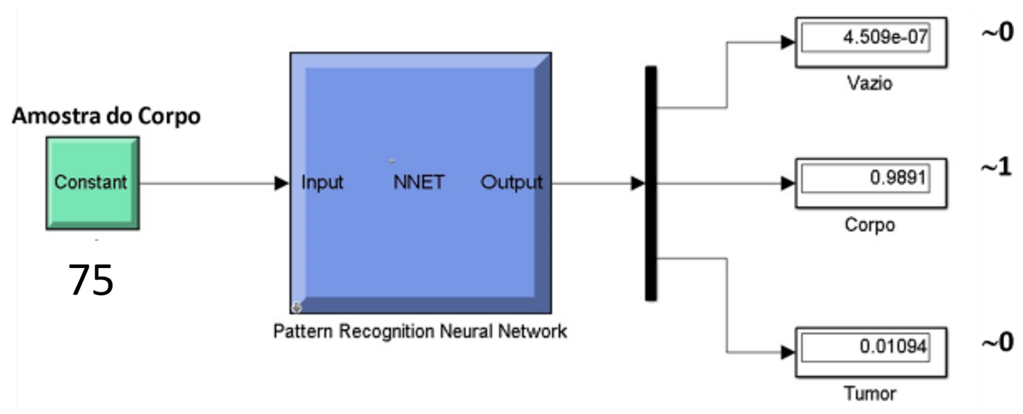 Amostra do Corpo
Constant
75
Input NNET Output
Pattern Recognition Neural Network
4.509e-07 ~0
Vazio
0.9891 ~1
Corpo
0.01094 ~0
Tumor